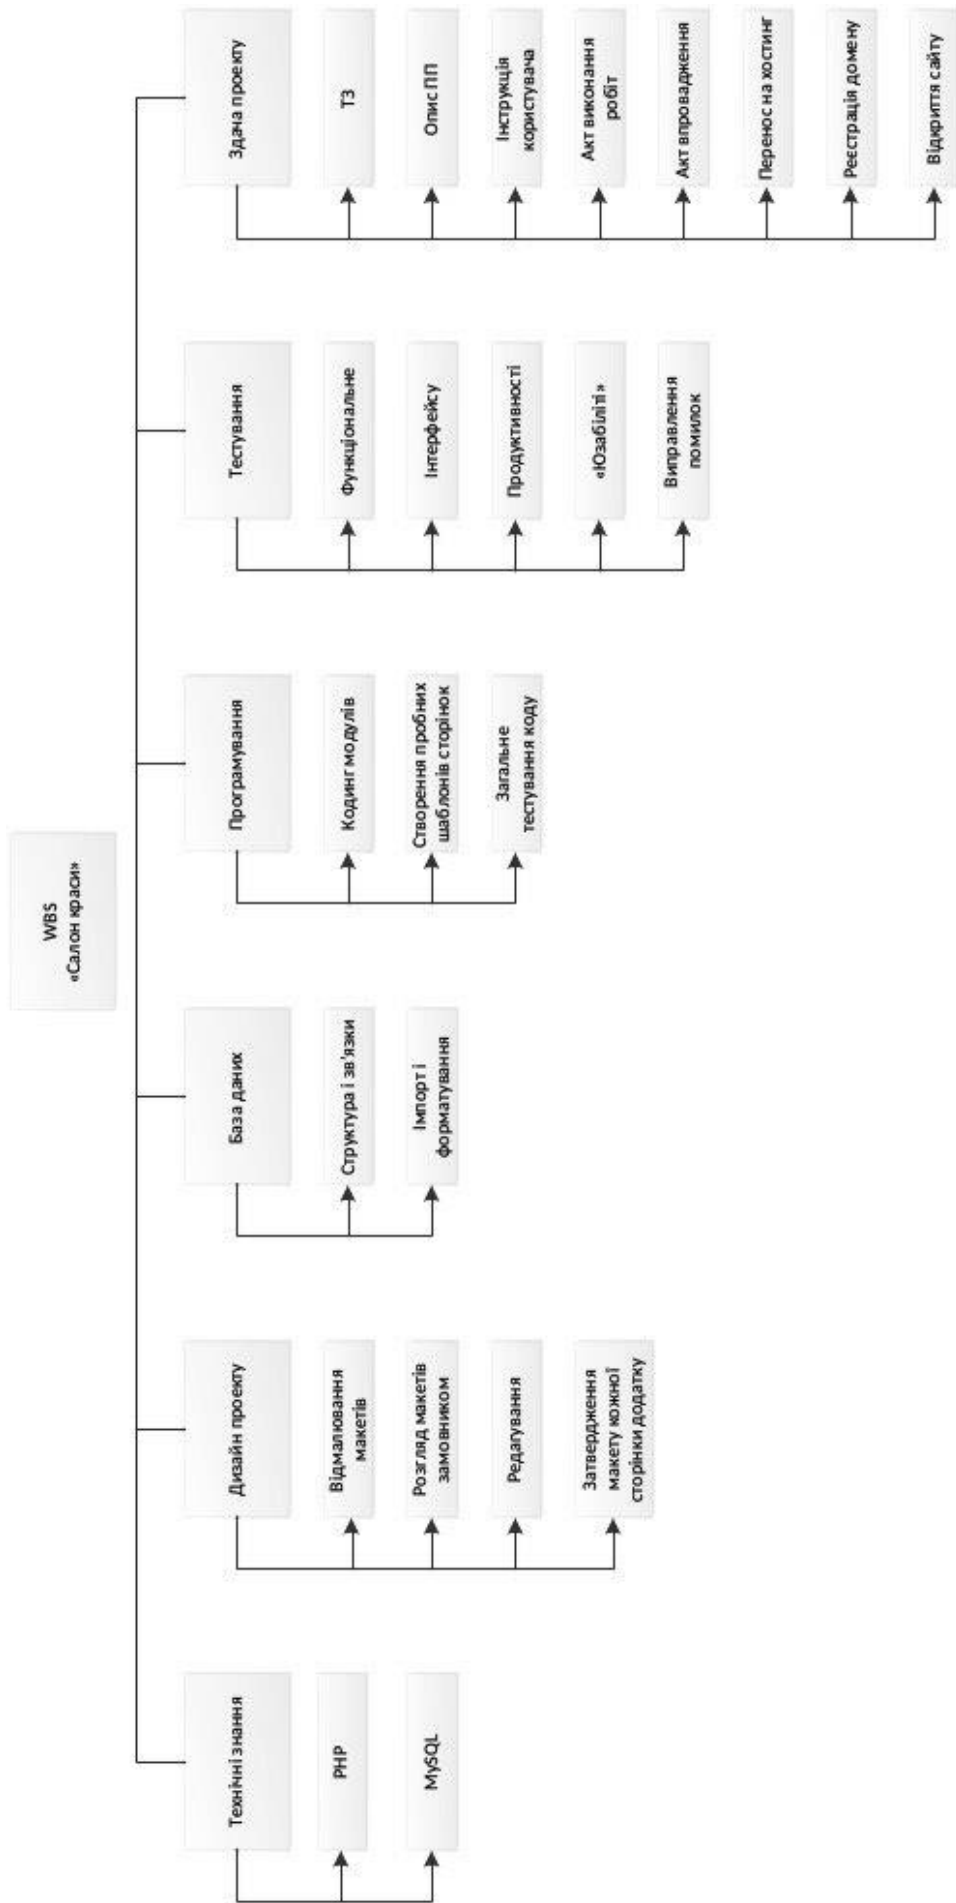 WBS
«Салон краси»
Технічні знання
PHP
MySQL
Дизайн проекту
Відмалювання
макетів
Розгляд макетів
замовником
Редагування
Затвердження
макету кожної
сторінки додатку
База даних
Структура і зв'язки
Імпорт і
форматування
Програмування
Кодинг модулів
Створення пробних
шаблонів сторінок
Загальне
тестування коду
Тестування
Функціональне
Інтерфейсу
Продуктивності
«Юзабіліті»
Виправлення
помилок
Здача проекту
ТЗ
Опис ПП
Інструкція
користувача
Акт виконання
робіт
Акт впровадження
Перенос на хостинг
Реєстрація домену
Відкриття сайту